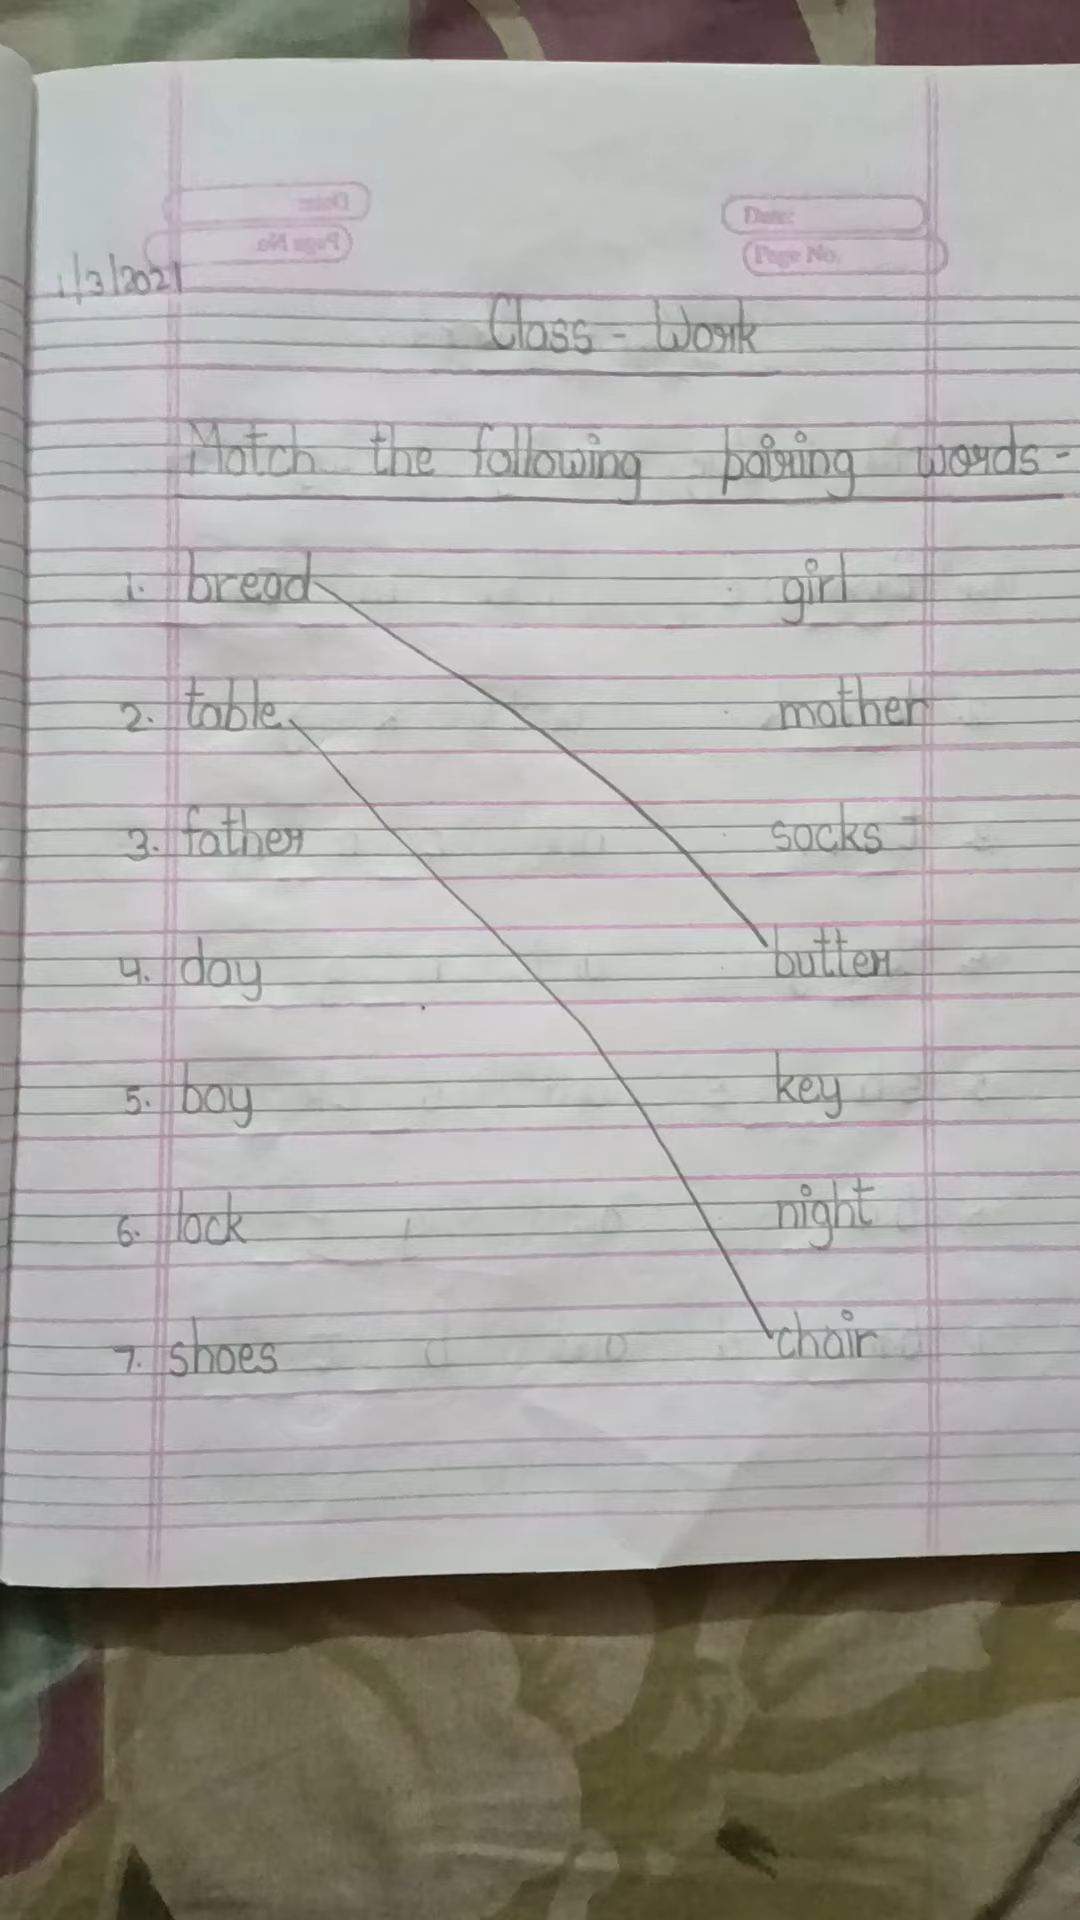 Date:
Page No.
1/3/2021
Class - Work
Match the following pairing words-
1. bread girl
2. table mother
3. father socks
4. day butter
5. boy key
6. lock night
7. shoes chair